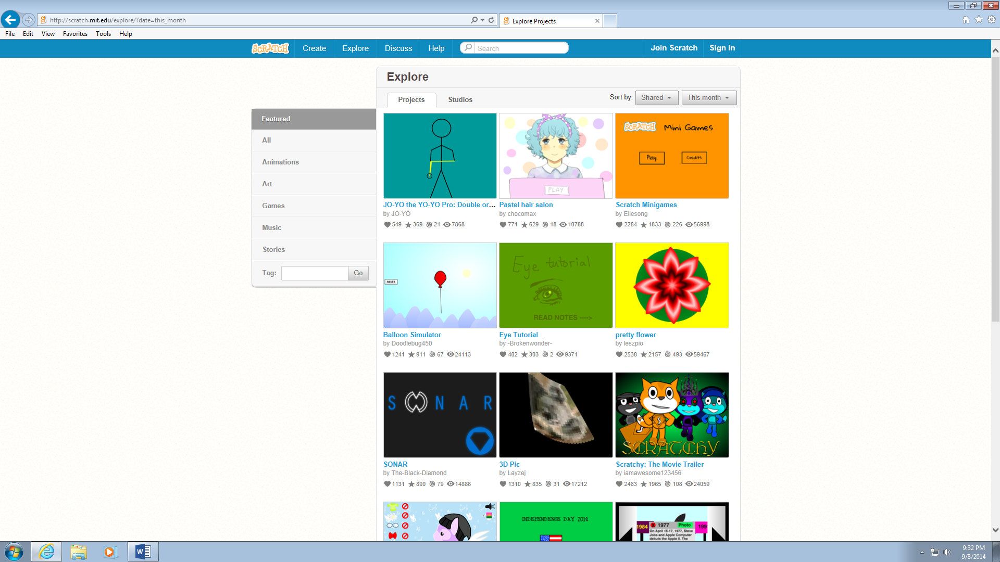 http://scratch.mit.edu/explore/?date=this_month
Explore Projects
File Edit View Favorites Tools Help
SCRATCH Create Explore Discuss Help Search Join Scratch Sign in
Explore
Projects Studios Sort by: Shared This month
Featured
All
Animations
Art
Games
Music
Stories
Tag: Go
PLAY
SCRATCH Mini Games
Play Credits
JO-YO the YO-YO Pro: Double or... Pastel hair salon Scratch Minigames
by JO-YO by chocomax by Ellesong
549 369 21 7868 771 629 18 10788 2284 1833 226 56998
RESET
Eye tutorial
READ NOTES ---->
Balloon Simulator Eye Tutorial pretty flower
by Doodlebug450 by -Brokenwonder- by leszpio
1241 911 67 24113 402 303 2 9371 2538 2157 493 59467
SONAR
SCRATCHY
SONAR 3D Pic Scratchy: The Movie Trailer
by The-Black-Diamond by Layzej by iamawesome123456
1131 890 79 14886 1310 835 31 17212 2463 1965 108 24059
INDEPENDENCE DAY 2014
1984 X 1977 Photo 199
On April 15-17, 1977, Steve
Jobs and Apple Computer
debuts the Apple II. The
9:32 PM
9/8/2014